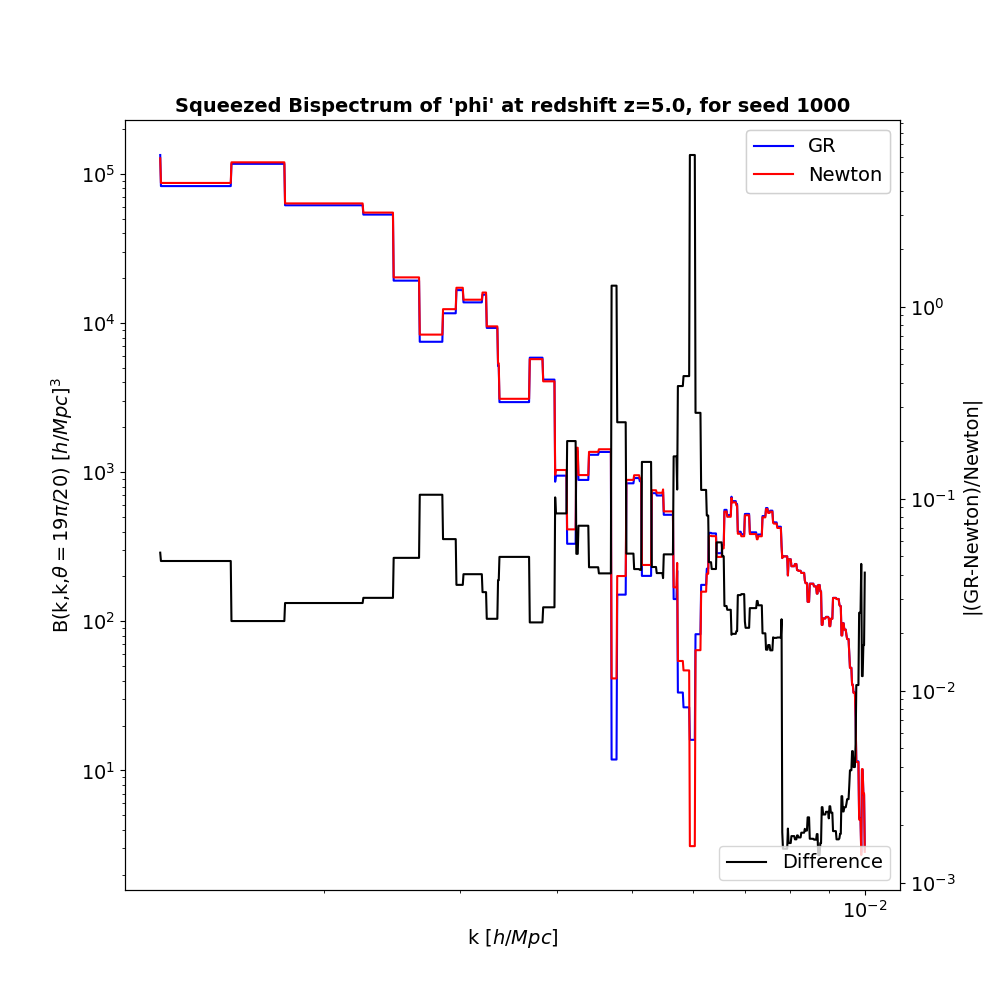 Squeezed Bispectrum of 'phi' at redshift z=5.0, for seed 1000
GR
Newton
10^5
10^4
10^3
10^2
10^1
B(k,k,θ = 19π/20) [h/Mpc]^3
10^0
10^-1
10^-2
10^-3
|(GR-Newton)/Newton|
Difference
10^-2
k [h/Mpc]